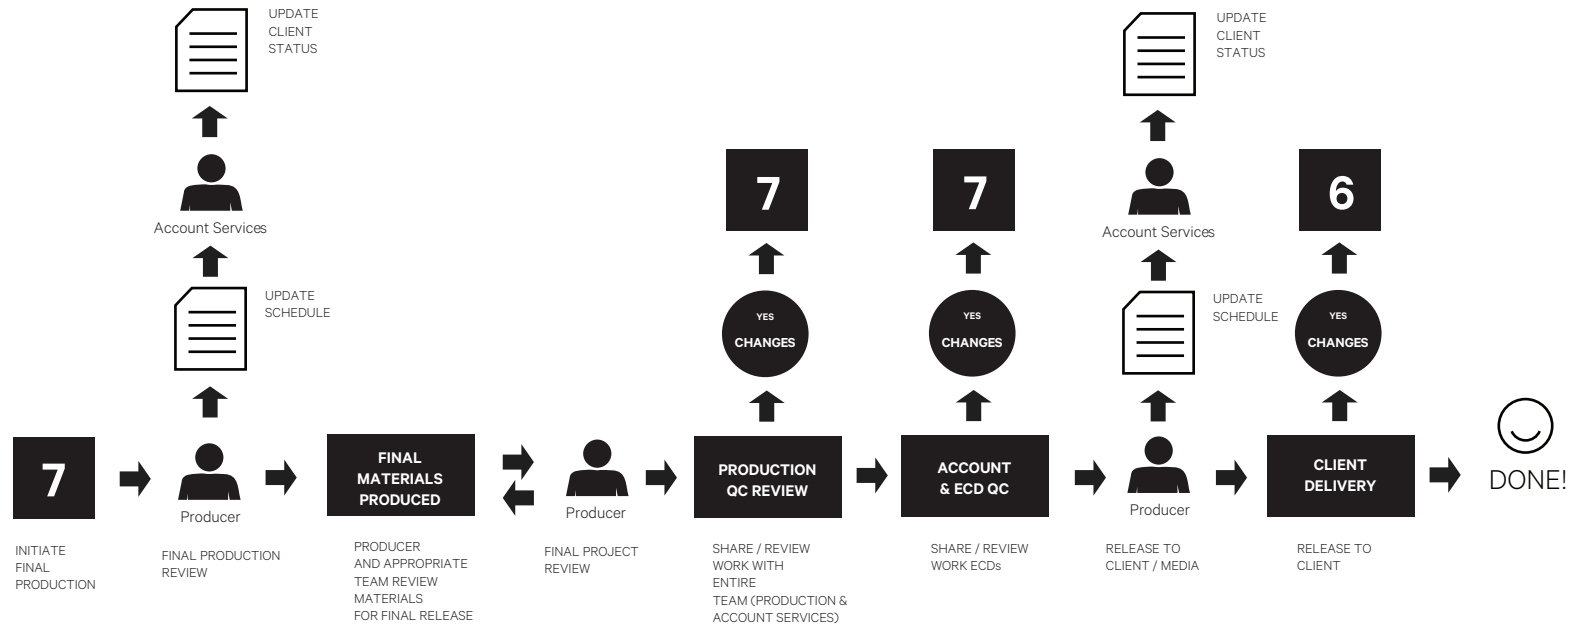 UPDATE
CLIENT
STATUS
UPDATE
CLIENT
STATUS
7
7
6
Account Services
Account Services
UPDATE
SCHEDULE
UPDATE
SCHEDULE
YES
CHANGES
YES
CHANGES
YES
CHANGES
7
Producer
FINAL
MATERIALS
PRODUCED
Producer
PRODUCTION
QC REVIEW
ACCOUNT
& ECD QC
Producer
CLIENT
DELIVERY
DONE!
INITIATE
FINAL
PRODUCTION
FINAL PRODUCTION
REVIEW
PRODUCER
AND APPROPRIATE
TEAM REVIEW
MATERIALS
FOR FINAL RELEASE
FINAL PROJECT
REVIEW
SHARE / REVIEW
WORK WITH
ENTIRE
TEAM (PRODUCTION &
ACCOUNT SERVICES)
SHARE / REVIEW
WORK ECDs
RELEASE TO
CLIENT / MEDIA
RELEASE TO
CLIENT